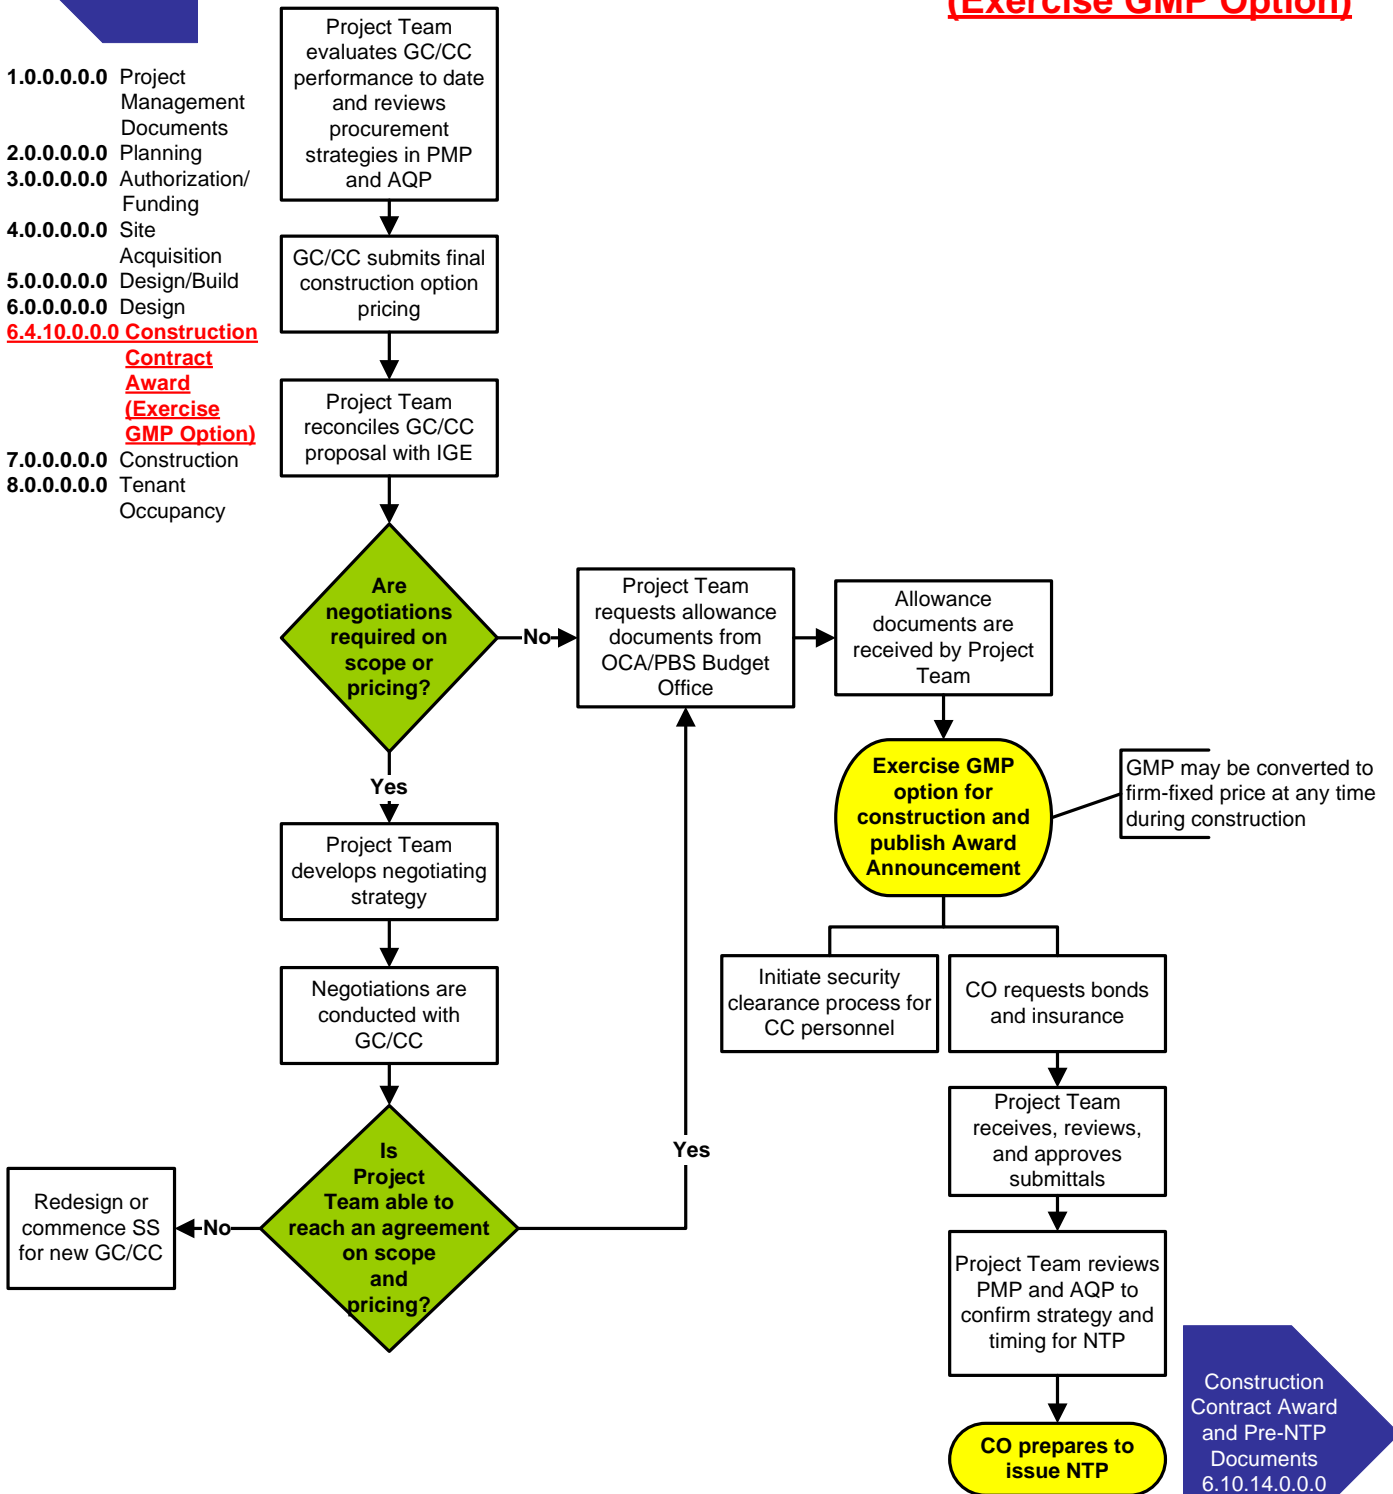 (Exercise GMP Option)
1.0.0.0.0.0 Project
Management
Documents
2.0.0.0.0.0 Planning
3.0.0.0.0.0 Authorization/
Funding
4.0.0.0.0.0 Site
Acquisition
5.0.0.0.0.0 Design/Build
6.0.0.0.0.0 Design
6.4.10.0.0.0 Construction
Contract
Award
(Exercise
GMP Option)
7.0.0.0.0.0 Construction
8.0.0.0.0.0 Tenant
Occupancy
Project Team
evaluates GC/CC
performance to date
and reviews
procurement
strategies in PMP
and AQP
GC/CC submits final
construction option
pricing
Project Team
reconciles GC/CC
proposal with IGE
Are
negotiations
required on
scope or
pricing?
No
Project Team
requests allowance
documents from
OCA/PBS Budget
Office
Allowance
documents are
received by Project
Team
Yes
Exercise GMP
option for
construction and
publish Award
Announcement
GMP may be converted to
firm-fixed price at any time
during construction
Project Team
develops negotiating
strategy
Negotiations are
conducted with
GC/CC
Initiate security
clearance process for
CC personnel
CO requests bonds
and insurance
Is
Project
Team able to
reach an agreement
on scope
and
pricing?
Yes
No
Redesign or
commence SS
for new GC/CC
Project Team
receives, reviews,
and approves
submittals
Project Team reviews
PMP and AQP to
confirm strategy and
timing for NTP
CO prepares to
issue NTP
Construction
Contract Award
and Pre-NTP
Documents
6.10.14.0.0.0